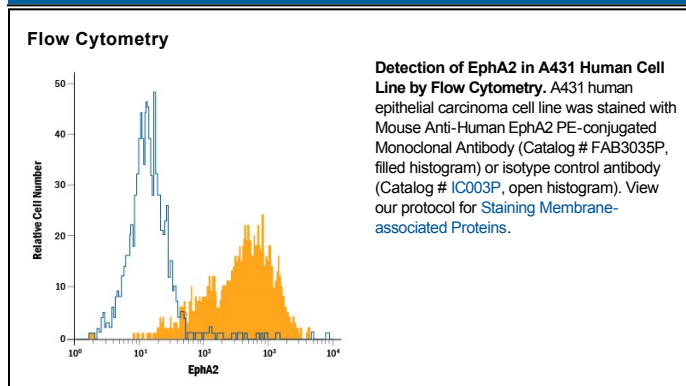 Flow Cytometry
Detection of EphA2 in A431 Human Cell
Line by Flow Cytometry. A431 human
epithelial carcinoma cell line was stained with
Mouse Anti-Human EphA2 PE-conjugated
Monoclonal Antibody (Catalog # FAB3035P,
filled histogram) or isotype control antibody
(Catalog # IC003P, open histogram). View
our protocol for Staining Membrane-
associated Proteins.
Relative Cell Number
50
40
30
20
10
0
10⁰ 10¹ 10² 10³ 10⁴
EphA2